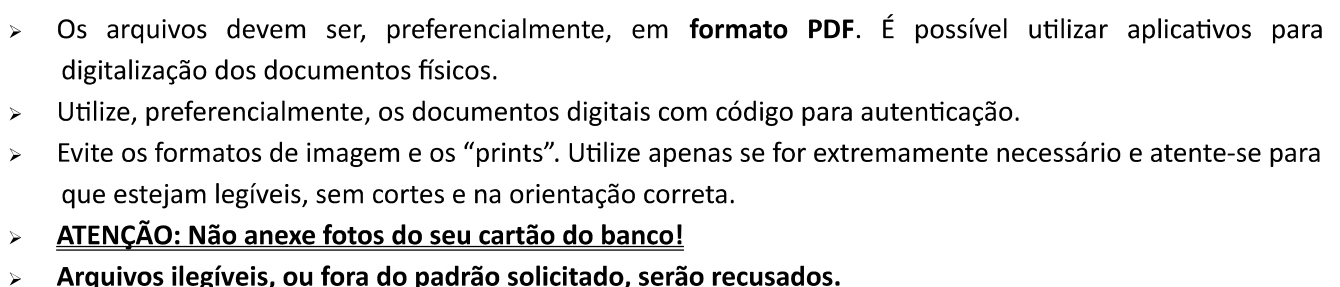 ➢ Os arquivos devem ser, preferencialmente, em formato PDF. É possível utilizar aplicativos para
digitalização dos documentos físicos.
➢ Utilize, preferencialmente, os documentos digitais com código para autenticação.
➢ Evite os formatos de imagem e os “prints”. Utilize apenas se for extremamente necessário e atente-se para
que estejam legíveis, sem cortes e na orientação correta.
➢ ATENÇÃO: Não anexe fotos do seu cartão do banco!
➢ Arquivos ilegíveis, ou fora do padrão solicitado, serão recusados.